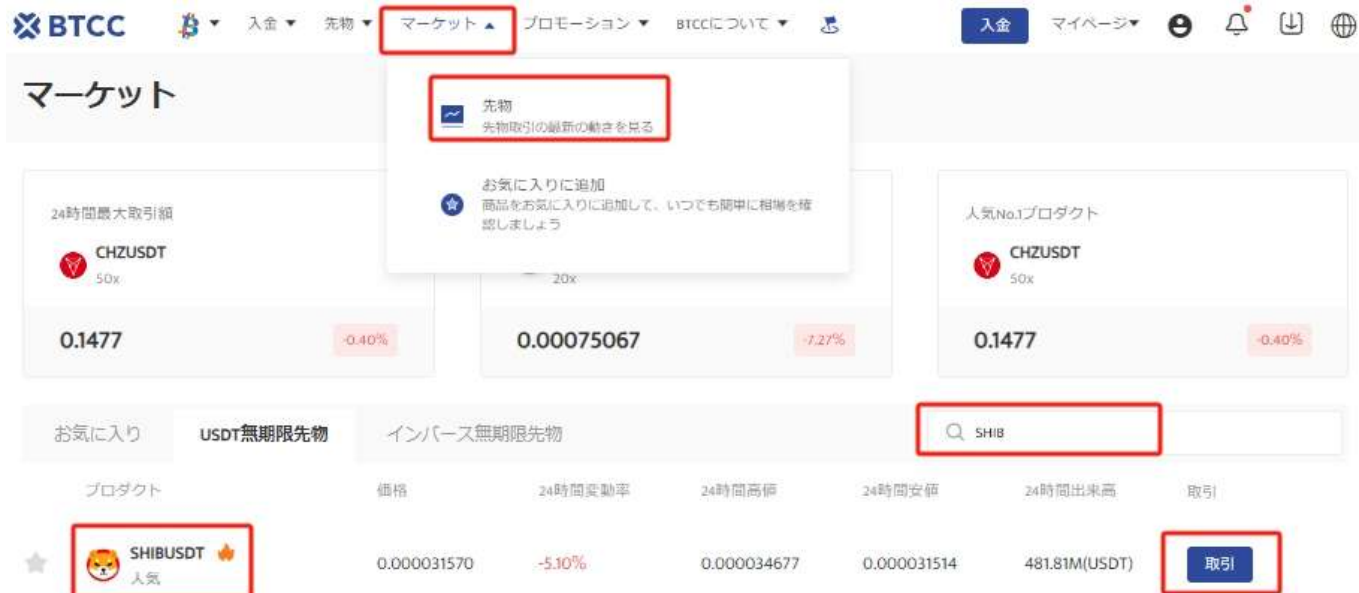 BTCC
入金 ▼
先物 ▼
マーケット ▲
プロモーション ▼
BTCCについて ▼
入金
マイページ▼
マーケット
先物
先物取引の最新の動きを見る
お気に入りに追加
商品をお気に入りに追加して、いつでも簡単に相場を確
認しましょう
24時間最大取引額
CHZUSDT
50x
0.1477
-0.40%
20x
0.00075067
-7.27%
人気No.1プロダクト
CHZUSDT
50x
0.1477
-0.40%
お気に入り
USDT無期限先物
インバース無期限先物
SHIB
プロダクト
価格
24時間変動率
24時間高値
24時間安値
24時間出来高
取引
SHIBUSDT
人気
0.000031570
-5.10%
0.000034677
0.000031514
481.81M(USDT)
取引